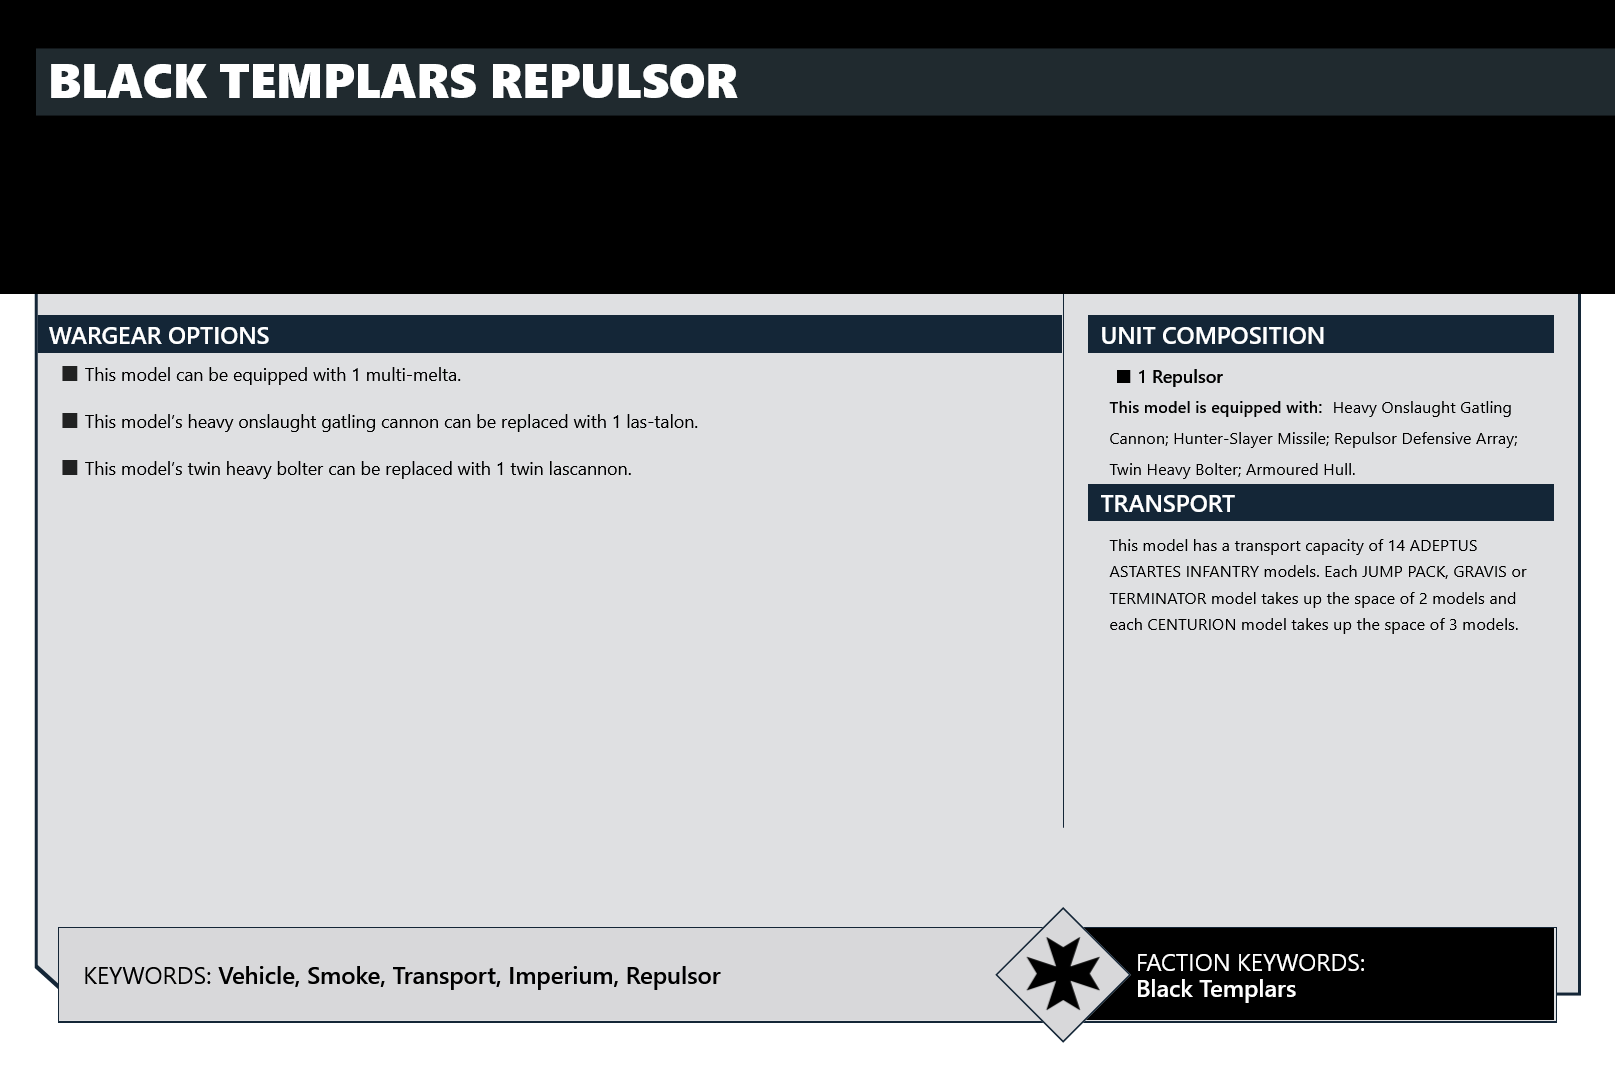 BLACK TEMPLARS REPULSOR
WARGEAR OPTIONS
■ This model can be equipped with 1 multi-melta.
■ This model's heavy onslaught gatling cannon can be replaced with 1 las-talon.
■ This model's twin heavy bolter can be replaced with 1 twin lascannon.
UNIT COMPOSITION
■ 1 Repulsor
This model is equipped with: Heavy Onslaught Gatling
Cannon; Hunter-Slayer Missile; Repulsor Defensive Array;
Twin Heavy Bolter; Armoured Hull.
TRANSPORT
This model has a transport capacity of 14 ADEPTUS
ASTARTES INFANTRY models. Each JUMP PACK, GRAVIS or
TERMINATOR model takes up the space of 2 models and
each CENTURION model takes up the space of 3 models.
KEYWORDS: Vehicle, Smoke, Transport, Imperium, Repulsor
FACTION KEYWORDS:
Black Templars